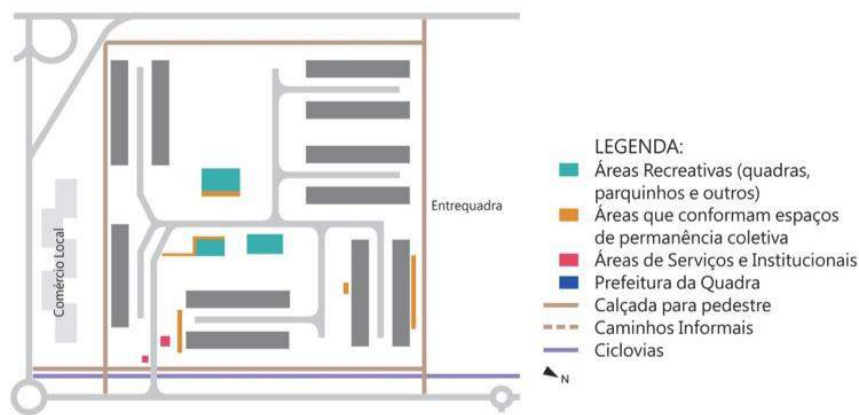 Comércio Local
Entrequadra
LEGENDA:
Áreas Recreativas (quadras,
parquinhos e outros)
Áreas que conformam espaços
de permanência coletiva
Áreas de Serviços e Institucionais
Prefeitura da Quadra
Calçada para pedestre
Caminhos Informais
Ciclovias
N